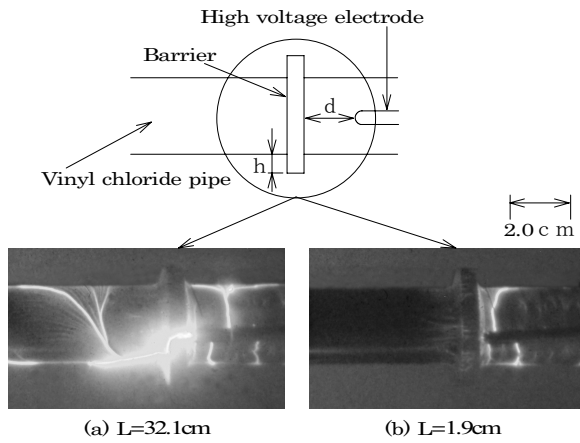 High voltage electrode
Barrier
d
h
Vinyl chloride pipe
2.0 c m
(a) L=32.1cm
(b) L=1.9cm